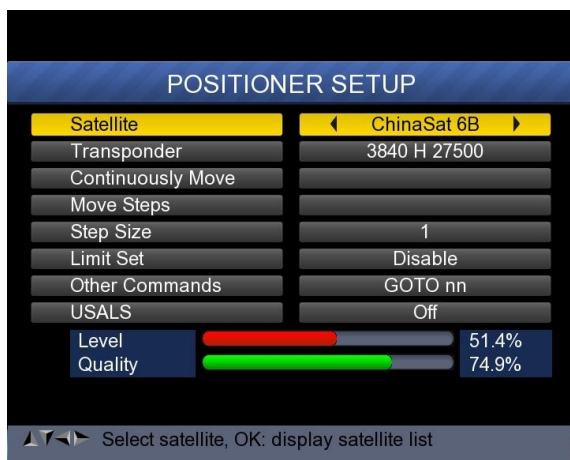 POSITIONER SETUP
Satellite ChinaSat 6B
Transponder 3840 H 27500
Continuously Move
Move Steps
Step Size 1
Limit Set Disable
Other Commands GOTO nn
USALS Off
Level 51.4%
Quality 74.9%
Select satellite, OK: display satellite list